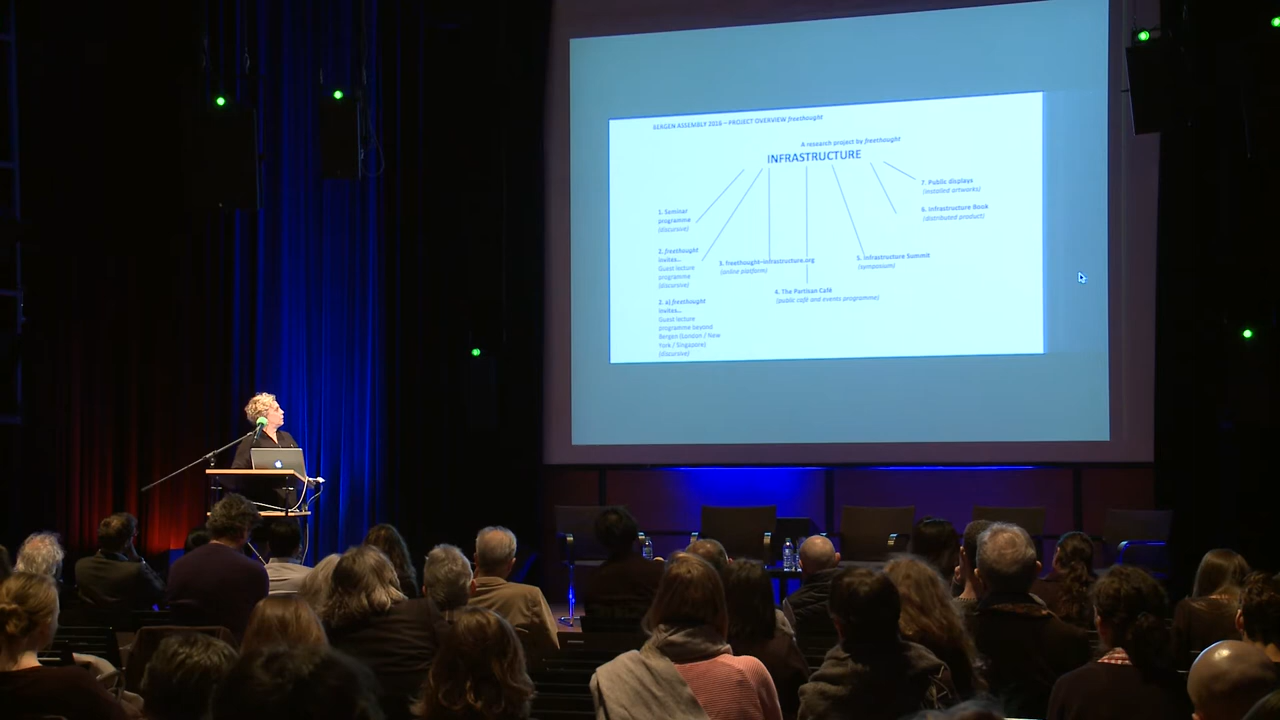 BERGEN ASSEMBLY 2016 – PROJECT OVERVIEW freethought
A research project by freethought
INFRASTRUCTURE
1. Seminar
programme
(discursive)
2. freethought
invites...
Guest lecture
programme
(discursive)
2. a) freethought
invites...
Guest lecture
programme beyond
Bergen (London / New
York / Singapore)
(discursive)
3. freethought-infrastructure.org
(online platform)
4. The Partisan Café
(public café and events programme)
5. Infrastructure Summit
(symposium)
6. Infrastructure Book
(distributed product)
7. Public displays
(installed artworks)